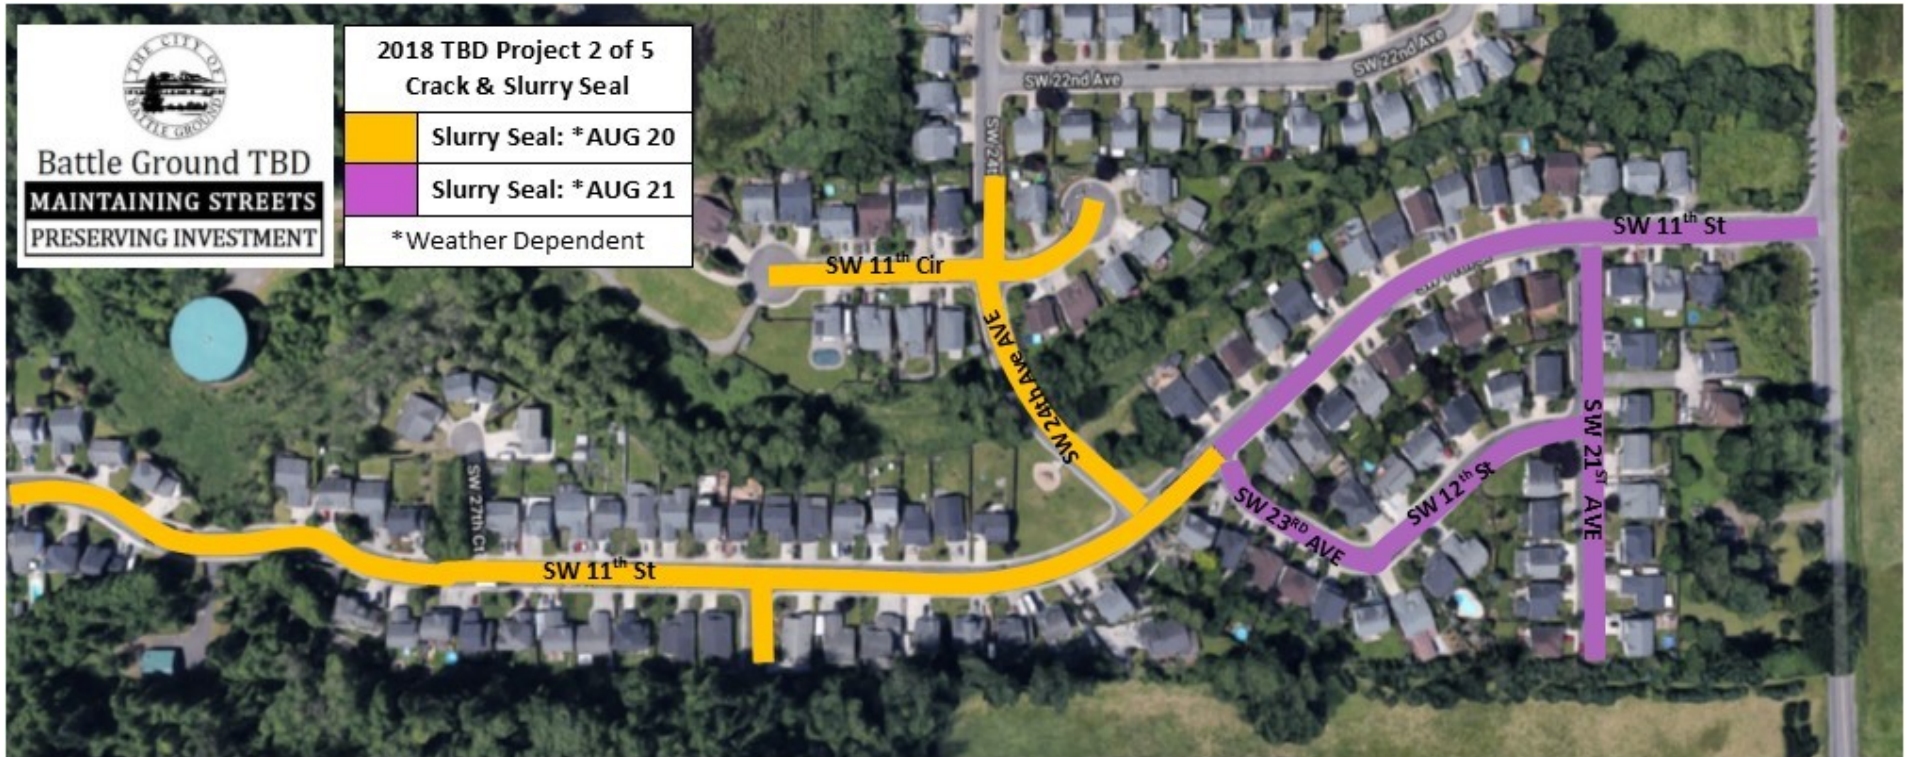 THE CITY OF
BATTLE GROUND
Battle Ground TBD
MAINTAINING STREETS
PRESERVING INVESTMENT
2018 TBD Project 2 of 5
Crack & Slurry Seal
Slurry Seal: *AUG 20
Slurry Seal: *AUG 21
*Weather Dependent
SW 22nd Ave
SW 22nd Ave
SW 24t
SW 11th St
SW 11th Cir
SW 24th Ave AVE
SW 21ST AVE
SW 12th St
SW 23RD AVE
SW 27th Ct
SW 11th St